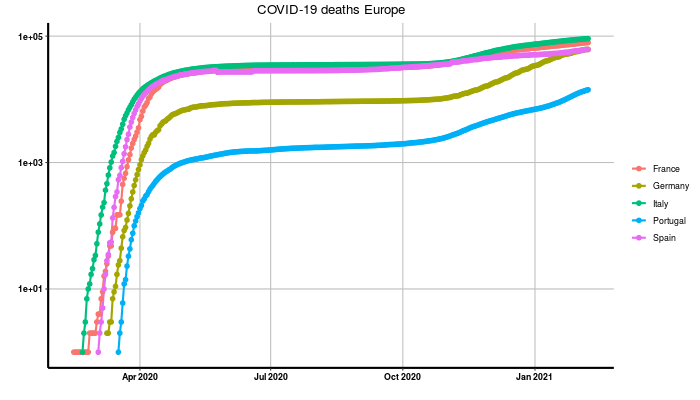 COVID-19 deaths Europe
1e+05
1e+03
1e+01
Apr 2020
Jul 2020
Oct 2020
Jan 2021
France
Germany
Italy
Portugal
Spain